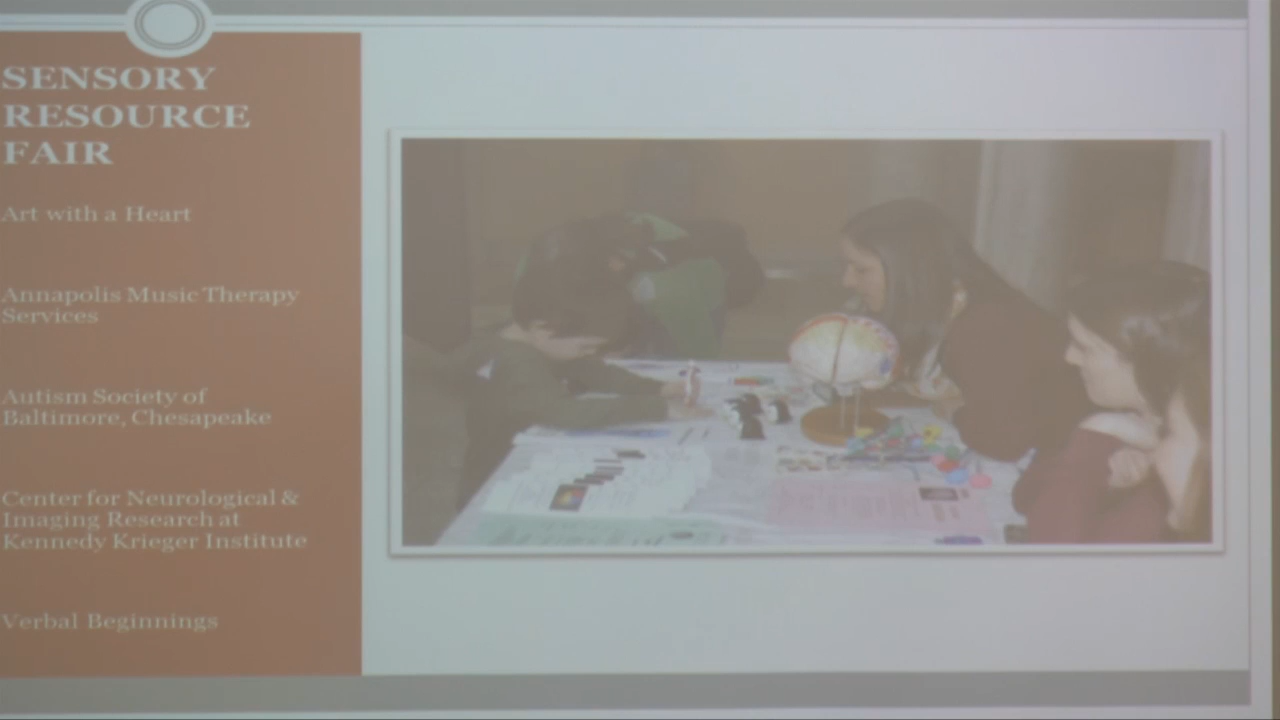 SENSORY
RESOURCE
FAIR
Art with a Heart
Annapolis Music Therapy
Services
Autism Society of
Baltimore, Chesapeake
Center for Neurological &
Imaging Research at
Kennedy Krieger Institute
Verbal Beginnings